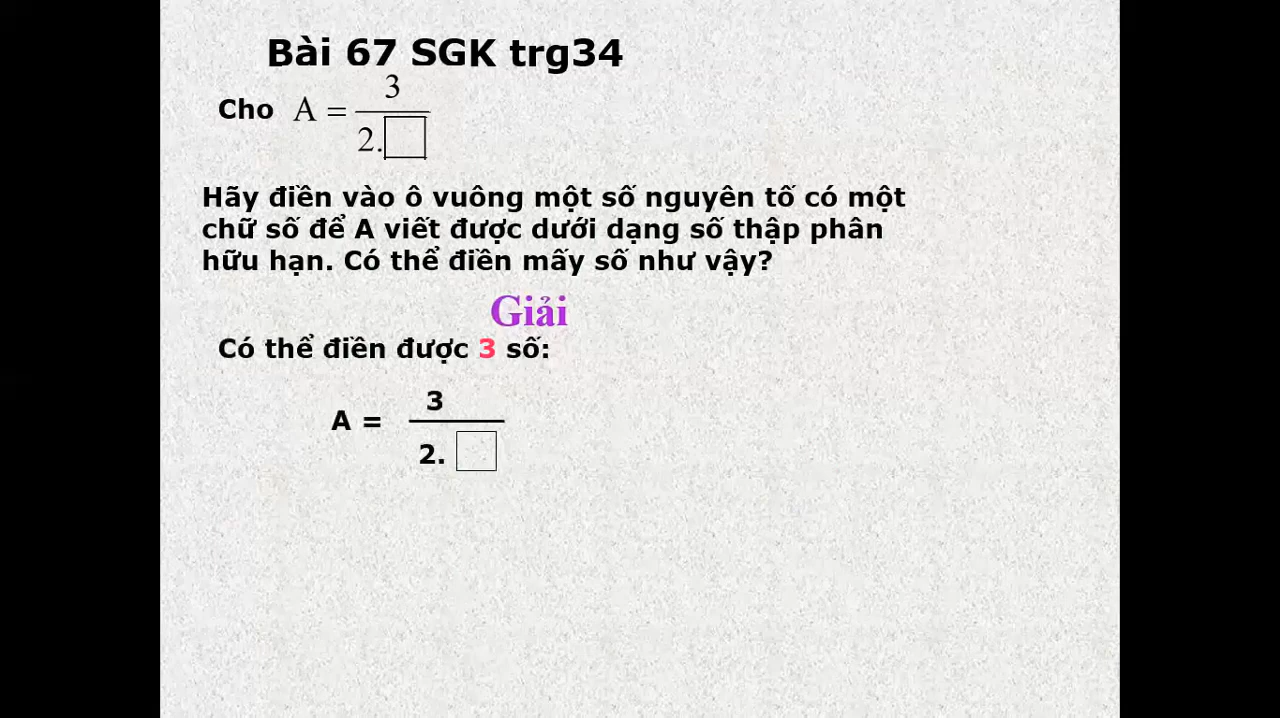 Bài 67 SGK trg34
Cho A = 3 / 2.□
Hãy điền vào ô vuông một số nguyên tố có một
chữ số để A viết được dưới dạng số thập phân
hữu hạn. Có thể điền mấy số như vậy?
Giải
Có thể điền được 3 số:
A = 3 / 2. □